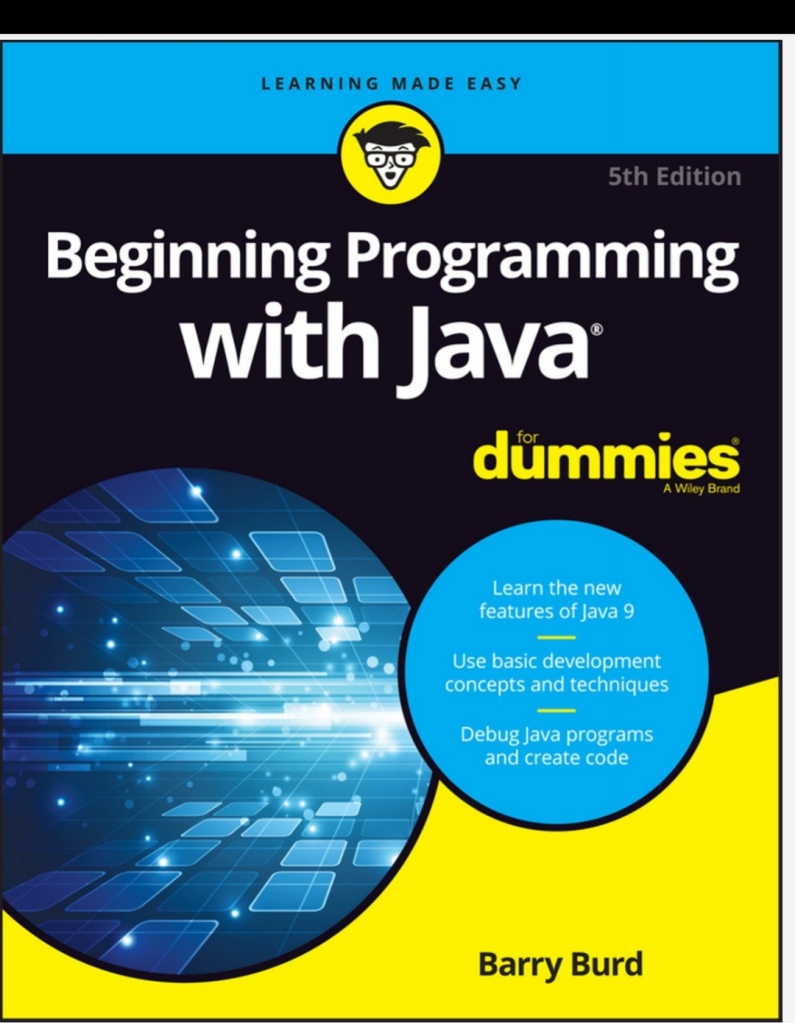 LEARNING MADE EASY
5th Edition
Beginning Programming
with Java®
for
dummies®
A Wiley Brand
Learn the new
features of Java 9
Use basic development
concepts and techniques
Debug Java programs
and create code
Barry Burd